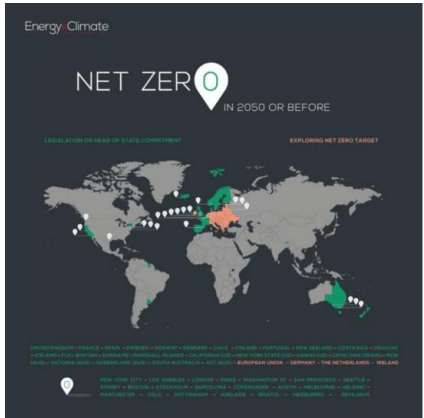 Energy&Climate
NET ZERO
IN 2050 OR BEFORE
LEGISLATION OR HEAD OF STATE COMMITMENT
EXPLORING NET ZERO TARGET
UNITED KINGDOM – FRANCE – SPAIN – SWEDEN – NORWAY – DENMARK – CHILE – FINLAND – PORTUGAL – NEW ZEALAND – COSTA RICA – URUGUAY
– ICELAND – FIJI – BHUTAN – SURINAME – MARSHALL ISLANDS – CALIFORNIA (US) – NEW YORK STATE (US) – HAWAII (US) – CATALONIA (SPAIN) – NSW
(AUS) – VICTORIA (AUS) – QUEENSLAND (AUS) – SOUTH AUSTRALIA – ACT (AUS) – EUROPEAN UNION – GERMANY – THE NETHERLANDS – IRELAND
NEW YORK CITY – LOS ANGELES – LONDON – PARIS – WASHINGTON DC – SAN FRANCISCO – SEATTLE –
SYDNEY – BOSTON – STOCKHOLM – BARCELONA – COPENHAGEN – AUSTIN – MELBOURNE – HELSINKI –
MANCHESTER – OSLO – NOTTINGHAM – ADELAIDE – BRISTOL – HEIDELBERG – REYKJAVIK